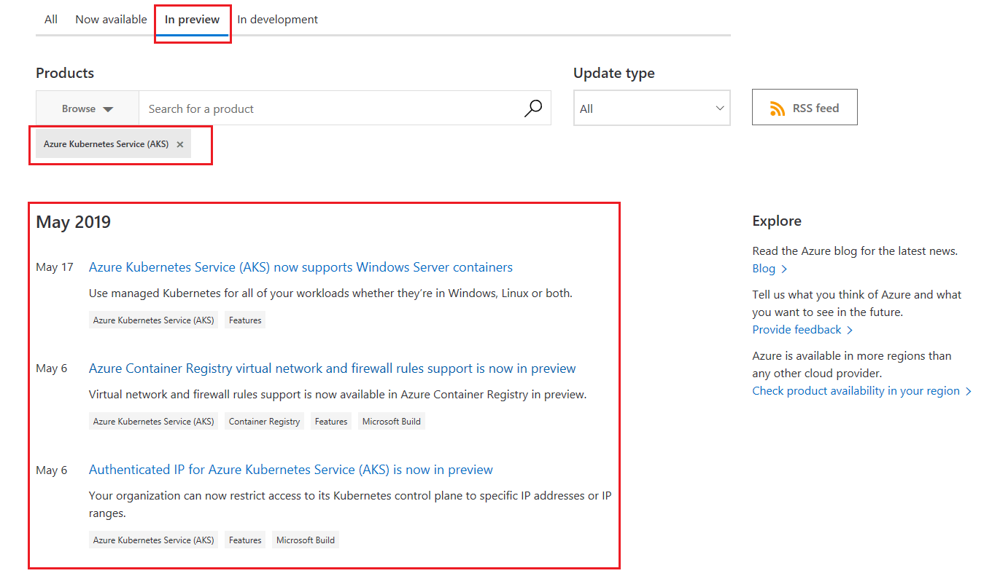 All Now available In preview In development
Products
Update type
Browse Search for a product
All
RSS feed
Azure Kubernetes Service (AKS) ×
May 2019
May 17 Azure Kubernetes Service (AKS) now supports Windows Server containers
Use managed Kubernetes for all of your workloads whether they’re in Windows, Linux or both.
Azure Kubernetes Service (AKS) Features
May 6 Azure Container Registry virtual network and firewall rules support is now in preview
Virtual network and firewall rules support is now available in Azure Container Registry in preview.
Azure Kubernetes Service (AKS) Container Registry Features Microsoft Build
May 6 Authenticated IP for Azure Kubernetes Service (AKS) is now in preview
Your organization can now restrict access to its Kubernetes control plane to specific IP addresses or IP
ranges.
Azure Kubernetes Service (AKS) Features Microsoft Build
Explore
Read the Azure blog for the latest news.
Blog >
Tell us what you think of Azure and what
you want to see in the future.
Provide feedback >
Azure is available in more regions than
any other cloud provider.
Check product availability in your region >